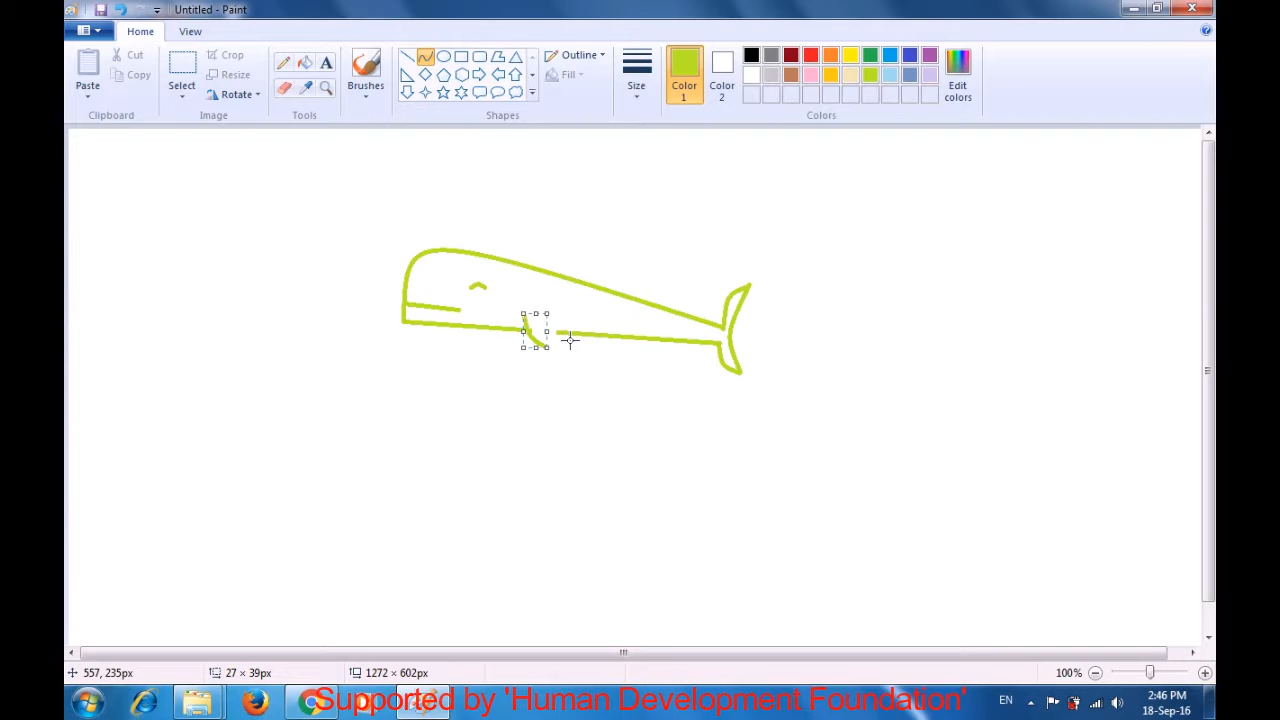 Untitled - Paint
Home
View
Paste
Cut
Copy
Clipboard
Select
Crop
Resize
Rotate
Image
Tools
Brushes
Shapes
Outline
Fill
Size
Color
1
Color
2
Edit
colors
Colors
557, 235px
27 × 39px
1272 × 602px
100%
Supported by 'Human Development Foundation'
EN
2:46 PM
18-Sep-16